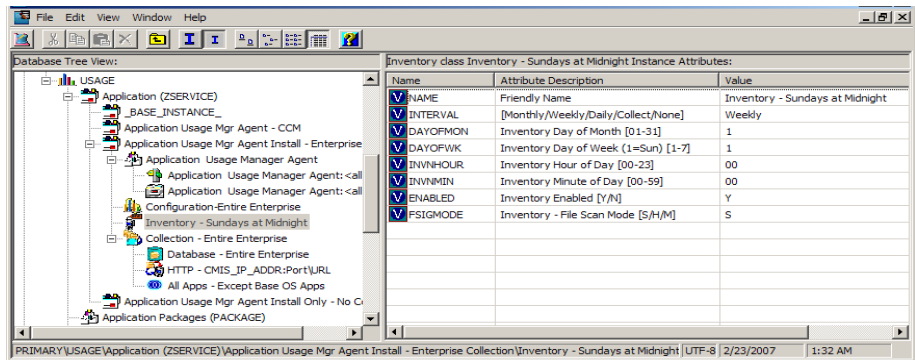 File Edit View Window Help
Database Tree View:
USAGE
Application (ZSERVICE)
_BASE_INSTANCE_
Application Usage Mgr Agent - CCM
Application Usage Mgr Agent Install - Enterprise
Application Usage Manager Agent
Application Usage Manager Agent: <all
Application Usage Manager Agent: <all
Configuration-Entire Enterprise
Inventory - Sundays at Midnight
Collection - Entire Enterprise
Database - Entire Enterprise
HTTP - CMIS_IP_ADDR:Port\URL
All Apps - Except Base OS Apps
Application Usage Mgr Agent Install Only - No C
Application Packages (PACKAGE)
Inventory class Inventory - Sundays at Midnight Instance Attributes:
Name Attribute Description Value
V NAME Friendly Name Inventory - Sundays at Midnight
V INTERVAL [Monthly/Weekly/Daily/Collect/None] Weekly
V DAYOFMON Inventory Day of Month [01-31] 1
V DAYOFWK Inventory Day of Week (1=Sun) [1-7] 1
V INVNHOUR Inventory Hour of Day [00-23] 00
V INVNMIN Inventory Minute of Day [00-59] 00
V ENABLED Inventory Enabled [Y/N] Y
V FSIGMODE Inventory - File Scan Mode [S/H/M] S
PRIMARY\USAGE\Application (ZSERVICE)\Application Usage Mgr Agent Install - Enterprise Collection\Inventory - Sundays at Midnight UTF-8 2/23/2007 1:32 AM